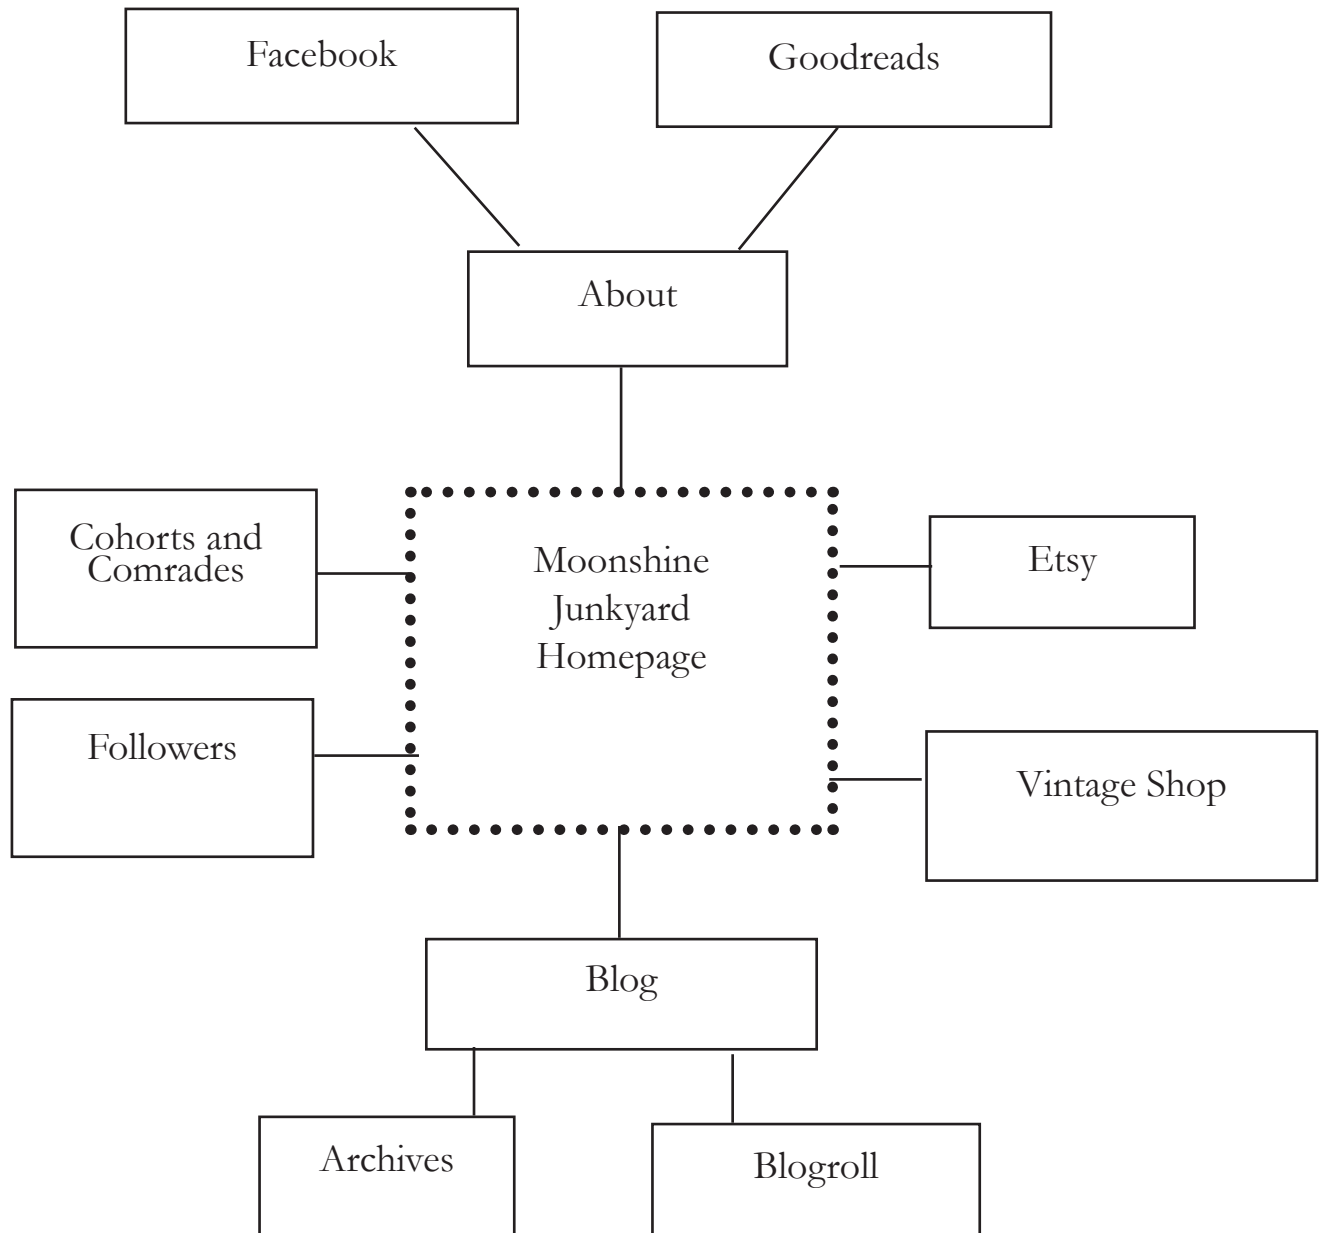 Facebook
Goodreads
About
Cohorts and
Comrades
Moonshine
Junkyard
Homepage
Etsy
Followers
Vintage Shop
Blog
Archives
Blogroll